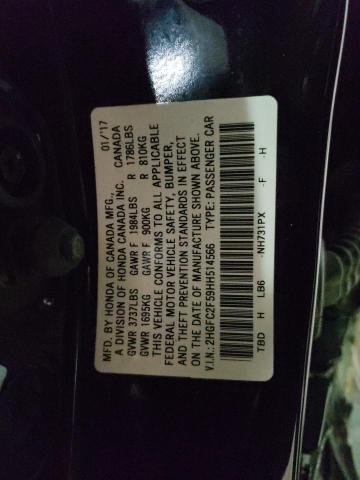 MFD. BY HONDA OF CANADA MFG., 01/'17
A DIVISION OF HONDA CANADA INC. CANADA
GVWR 3737LBS GAWR F 1984LBS R 1786LBS
GVWR 1695KG GAWR F 900KG R 810KG
THIS VEHICLE CONFORMS TO ALL APPLICABLE
FEDERAL MOTOR VEHICLE SAFETY, BUMPER,
AND THEFT PREVENTION STANDARDS IN EFFECT
ON THE DATE OF MANUFACTURE SHOWN ABOVE.
V.I.N.: 2HGFC2F59HH514566 TYPE: PASSENGER CAR
TBD H LB6 -NH731PX -F -H